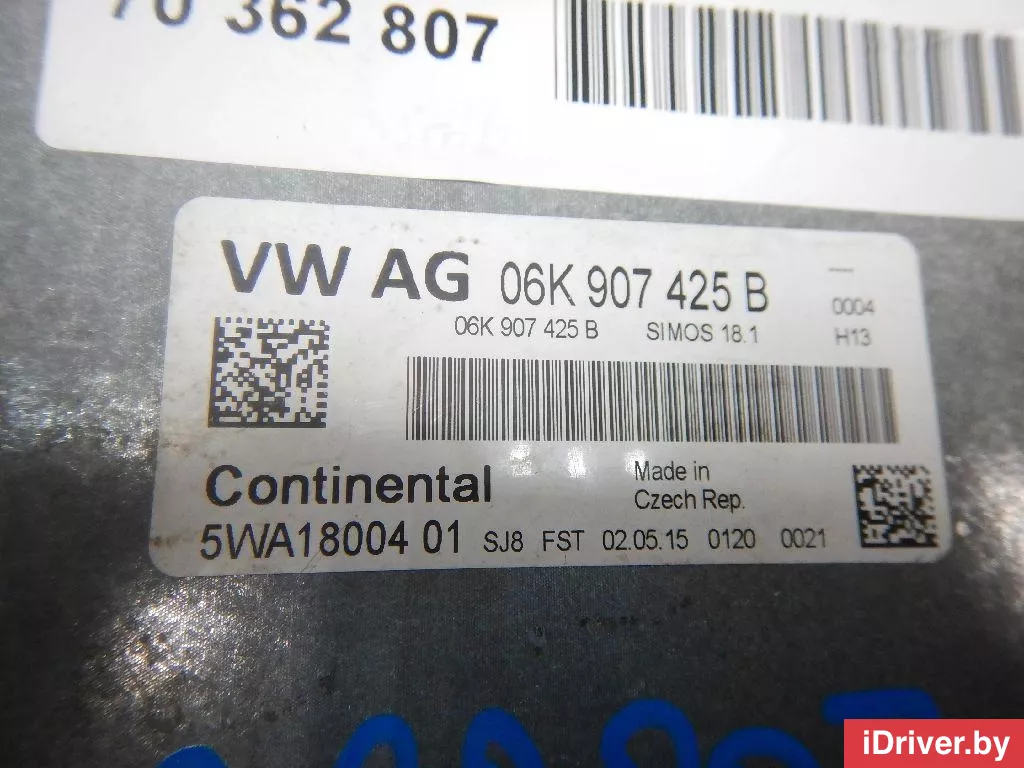 70 362 807
VW AG 06K 907 425 B
0004
06K 907 425 B SIMOS 18.1 H13
Continental Made in
Czech Rep.
5WA18004 01 SJ8 FST 02.05.15 0120 0021
iDriver.by